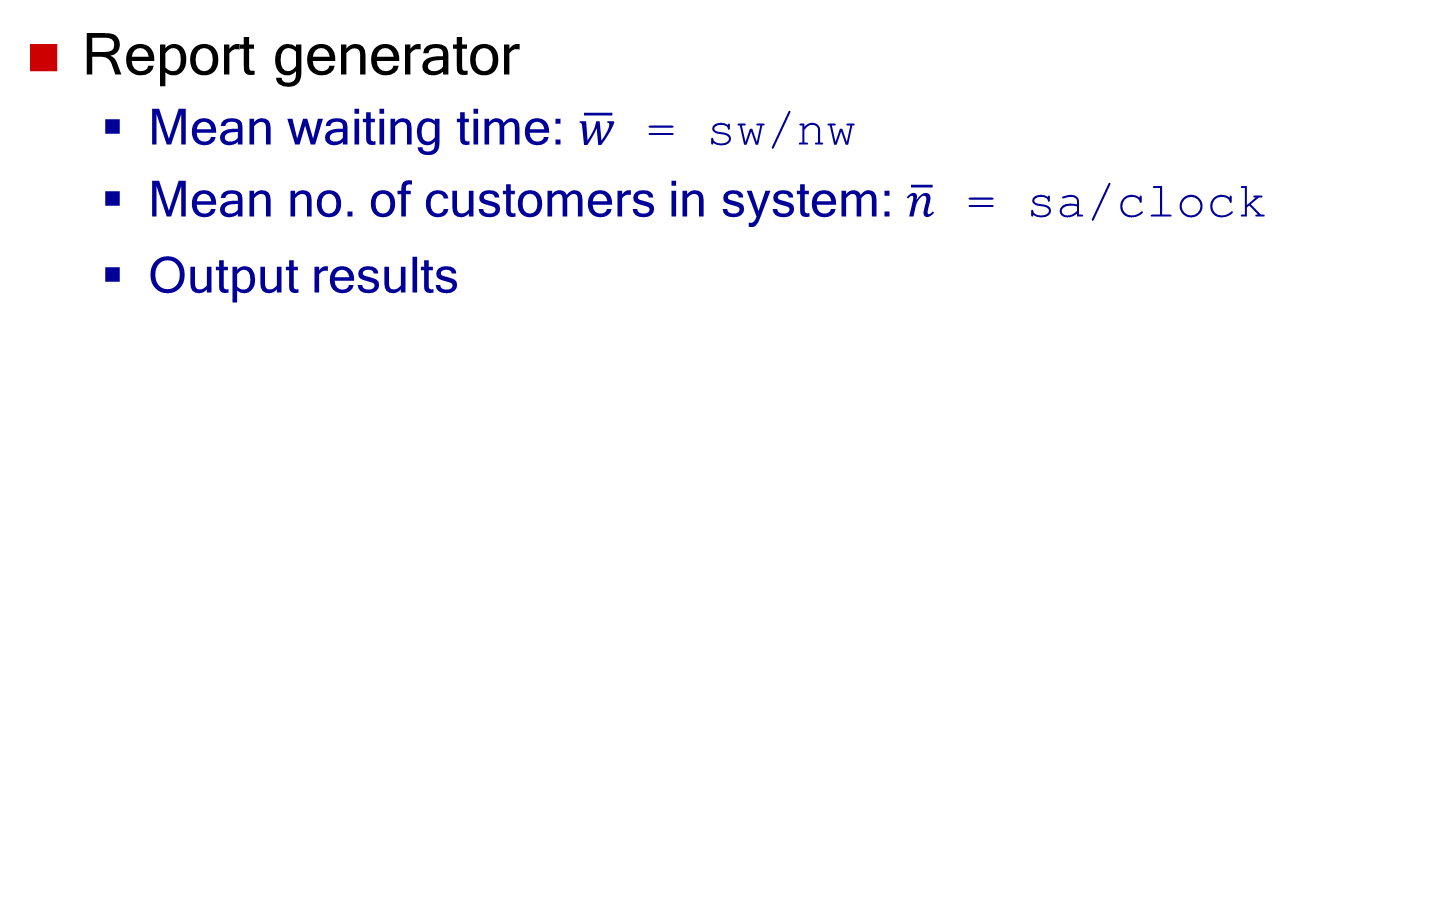 ■ Report generator
▪ Mean waiting time: w̅ = sw/nw
▪ Mean no. of customers in system: n̅ = sa/clock
▪ Output results